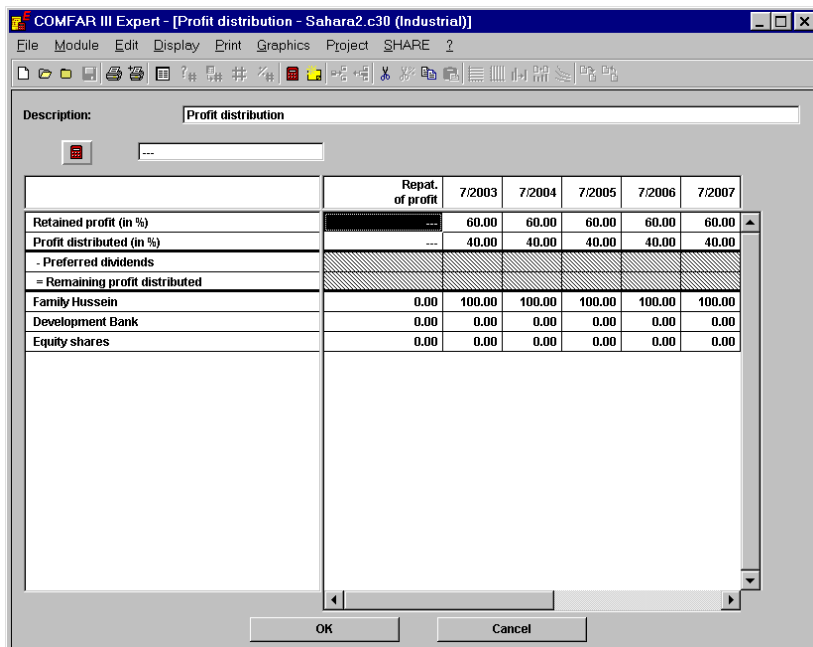 COMFAR III Expert - [Profit distribution - Sahara2.c30 (Industrial)]
File Module Edit Display Print Graphics Project SHARE ?
Description: Profit distribution
---
Repat. of profit 7/2003 7/2004 7/2005 7/2006 7/2007
Retained profit (in %) --- 60.00 60.00 60.00 60.00 60.00
Profit distributed (in %) --- 40.00 40.00 40.00 40.00 40.00
- Preferred dividends
= Remaining profit distributed
Family Hussein 0.00 100.00 100.00 100.00 100.00 100.00
Development Bank 0.00 0.00 0.00 0.00 0.00 0.00
Equity shares 0.00 0.00 0.00 0.00 0.00 0.00
OK Cancel